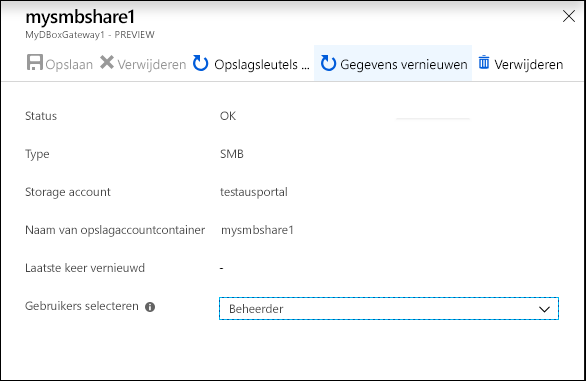 mysmbshare1
MyDBoxGateway1 - PREVIEW
Opslaan Verwijderen Opslagsleutels ... Gegevens vernieuwen Verwijderen
Status OK
Type SMB
Storage account testausportal
Naam van opslagaccountcontainer mysmbshare1
Laatste keer vernieuwd -
Gebruikers selecteren Beheerder